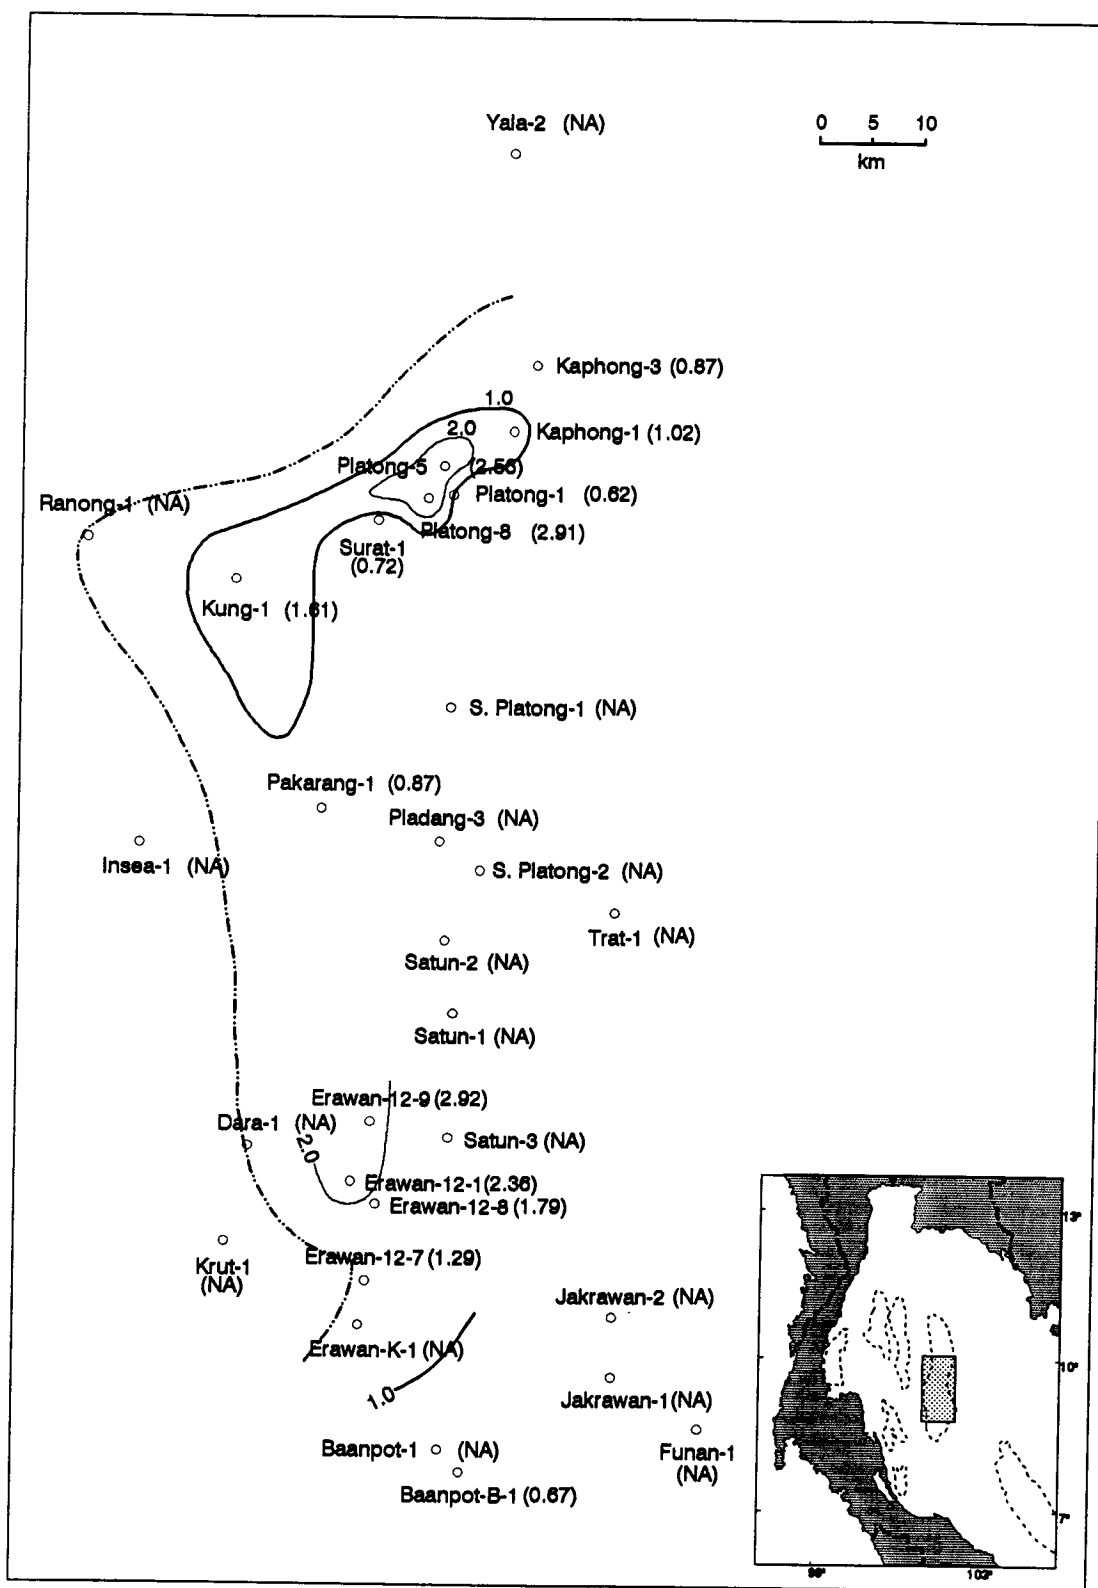 Yala-2 (NA)
0 5 10
km
Kaphong-3 (0.87)
1.0
2.0
Kaphong-1 (1.02)
Platong-5 (2.56)
Ranong-1 (NA)
Platong-1 (0.62)
Platong-8 (2.91)
Surat-1
(0.72)
Kung-1 (1.61)
S. Platong-1 (NA)
Pakarang-1 (0.87)
Pladang-3 (NA)
Insea-1 (NA)
S. Platong-2 (NA)
Trat-1 (NA)
Satun-2 (NA)
Satun-1 (NA)
Erawan-12-9 (2.92)
Dara-1 (NA)
2.0
Satun-3 (NA)
Erawan-12-1 (2.36)
Erawan-12-8 (1.79)
Krut-1
(NA)
Erawan-12-7 (1.29)
Jakrawan-2 (NA)
Erawan-K-1 (NA)
1.0
Jakrawan-1 (NA)
Baanpot-1 (NA)
Funan-1
(NA)
Baanpot-B-1 (0.67)
13°
10°
7°
99°
103°